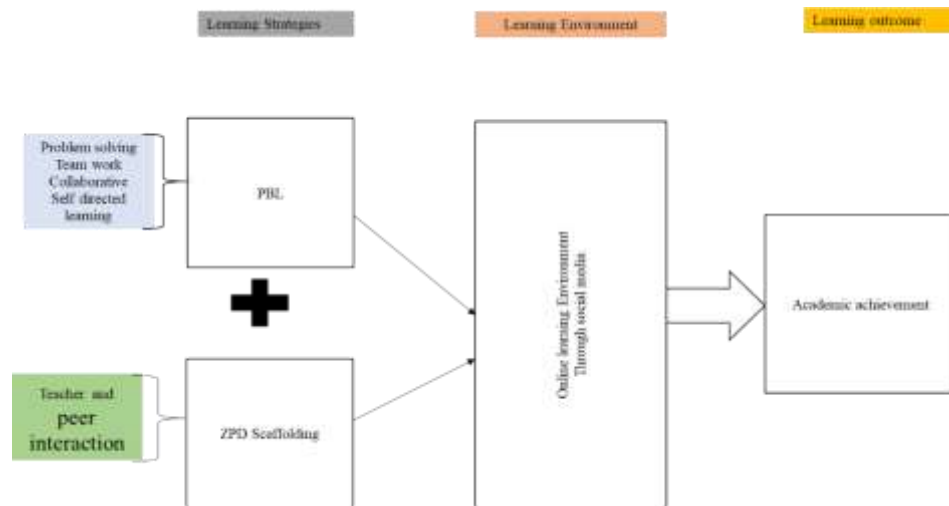 Learning Strategies
Learning Environment
Learning outcome
Problem solving
Team work
Collaborative
Self directed
learning
PBL
Teacher and
peer
interaction
ZPD Scaffolding
Online learning Environment
Through social media
Academic achievement